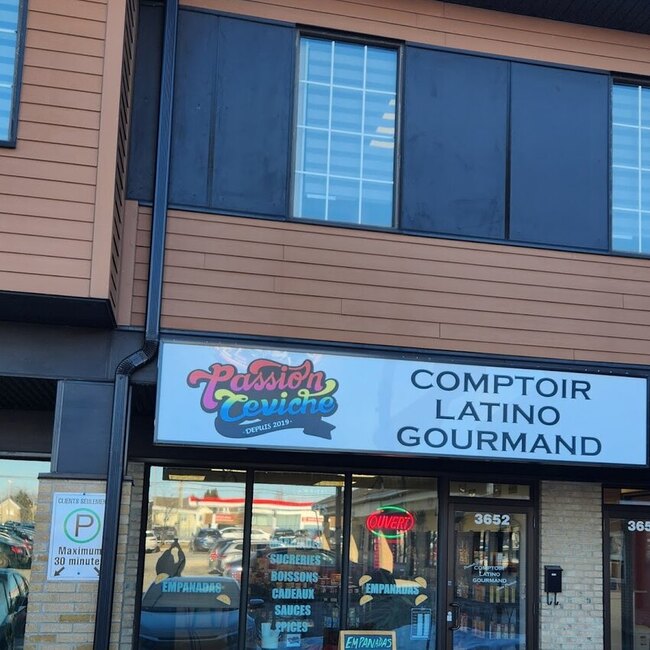 Passion
Ceviche
- DEPUIS 2019 -
COMPTOIR
LATINO
GOURMAND
CLIENTS SEULEMENT
P
Maximum
30 minute
OUVERT
3652
EMPANADAS
SUCRERIES
BOISSONS
CADEAUX
SAUCES
ÉPICES
EMPANADAS
COMPTOIR
LATINO
GOURMAND
EMPANADAS